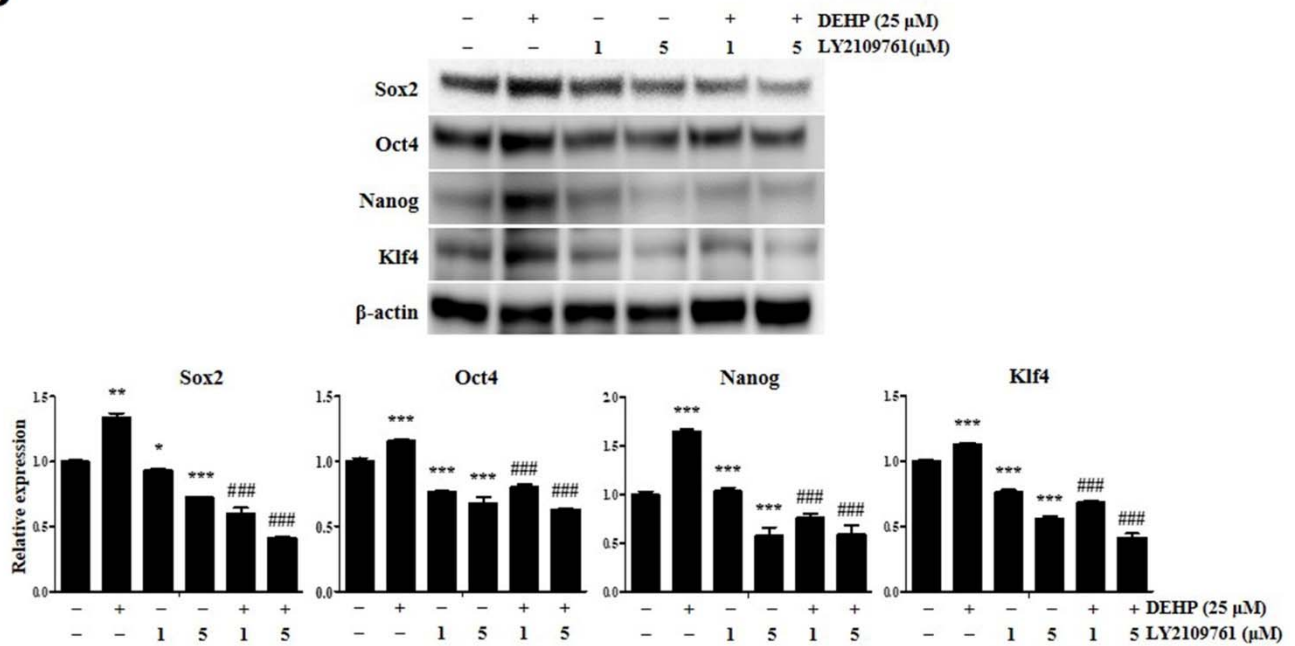 – + – – + + DEHP (25 μM)
– – 1 5 1 5 LY2109761(μM)
Sox2
Oct4
Nanog
Klf4
β-actin
Sox2 Oct4 Nanog Klf4
Relative expression
1.5 ** 1.0 * *** ### ### 0.5 0.0
1.5 *** 1.0 *** *** ### ### 0.5 0.0
2.0 *** 1.5 *** 1.0 *** ### ### 0.5 0.0
1.5 *** 1.0 *** *** ### ### 0.5 0.0
– + – – + + – + – – + + – + – – + + – + – – + + DEHP (25 μM)
– – 1 5 1 5 – – 1 5 1 5 – – 1 5 1 5 – – 1 5 1 5 LY2109761 (μM)